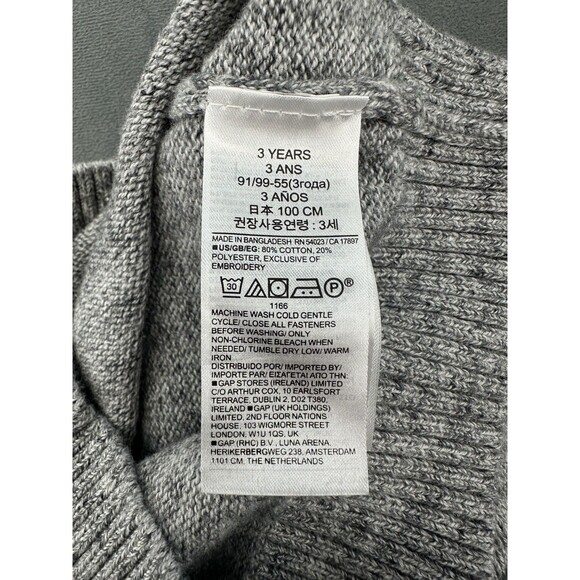 3 YEARS
3 ANS
91/99-55(3года)
3 AÑOS
日本 100 CM
권장사용연령 : 3세
MADE IN BANGLADESH RN 54023 / CA 17897
■US/GB/EG: 80% COTTON, 20%
POLYESTER, EXCLUSIVE OF
EMBROIDERY
30 P
1166
MACHINE WASH COLD GENTLE
CYCLE/ CLOSE ALL FASTENERS
BEFORE WASHING/ ONLY
NON-CHLORINE BLEACH WHEN
NEEDED/ TUMBLE DRY LOW/ WARM
IRON
DISTRIBUIDO POR/ IMPORTED BY/
IMPORTE PAR/ ΕΙΣΑΓΕΤΑΙ ΑΠΟ ΤΗΝ:
■GAP STORES (IRELAND) LIMITED
C/O ARTHUR COX, 10 EARLSFORT
TERRACE, DUBLIN 2, D02 T380,
IRELAND ■GAP (UK HOLDINGS)
LIMITED, 2ND FLOOR NATIONS
HOUSE, 103 WIGMORE STREET
LONDON, W1U 1QS, UK
■GAP (RHC) B.V., LUNA ARENA,
HERIKERBERGWEG 238, AMSTERDAM
1101 CM, THE NETHERLANDS